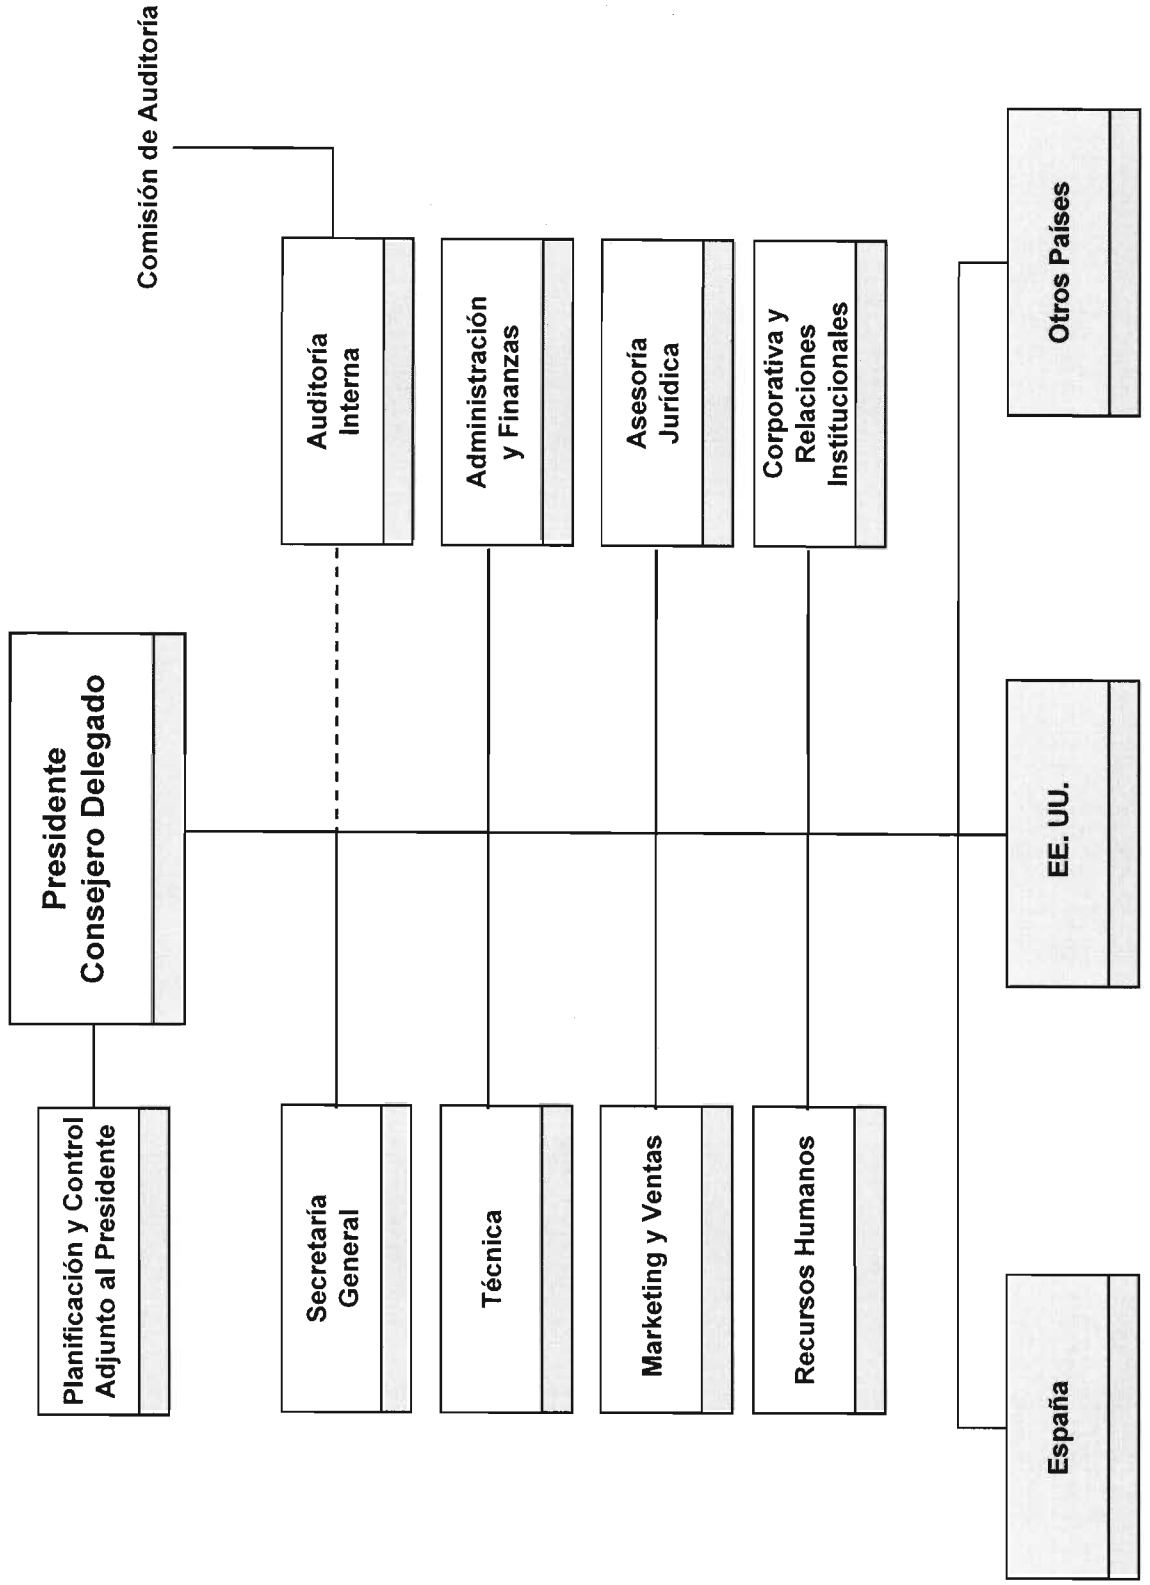 Comisión de Auditoría
Presidente
Consejero Delegado
Planificación y Control
Adjunto al Presidente
Secretaría
General
Auditoría
Interna
Técnica
Administración
y Finanzas
Marketing y Ventas
Asesoría
Jurídica
Recursos Humanos
Corporativa y
Relaciones
Institucionales
España
EE. UU.
Otros Países